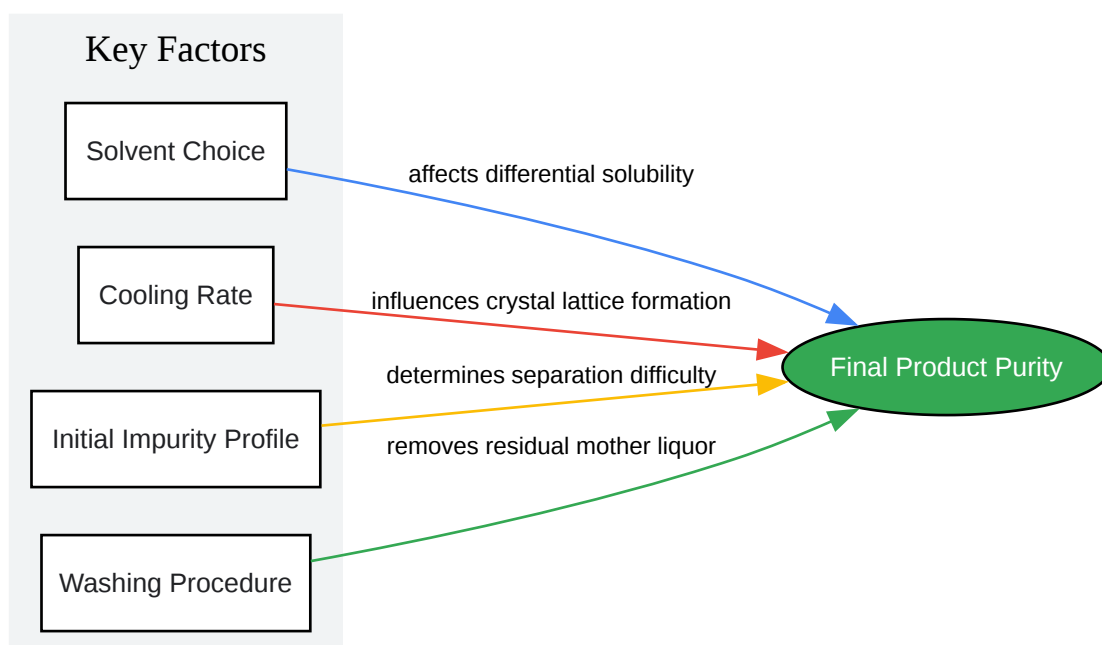 Key Factors
Solvent Choice
affects differential solubility
Cooling Rate
influences crystal lattice formation
Final Product Purity
determines separation difficulty
Initial Impurity Profile
removes residual mother liquor
Washing Procedure